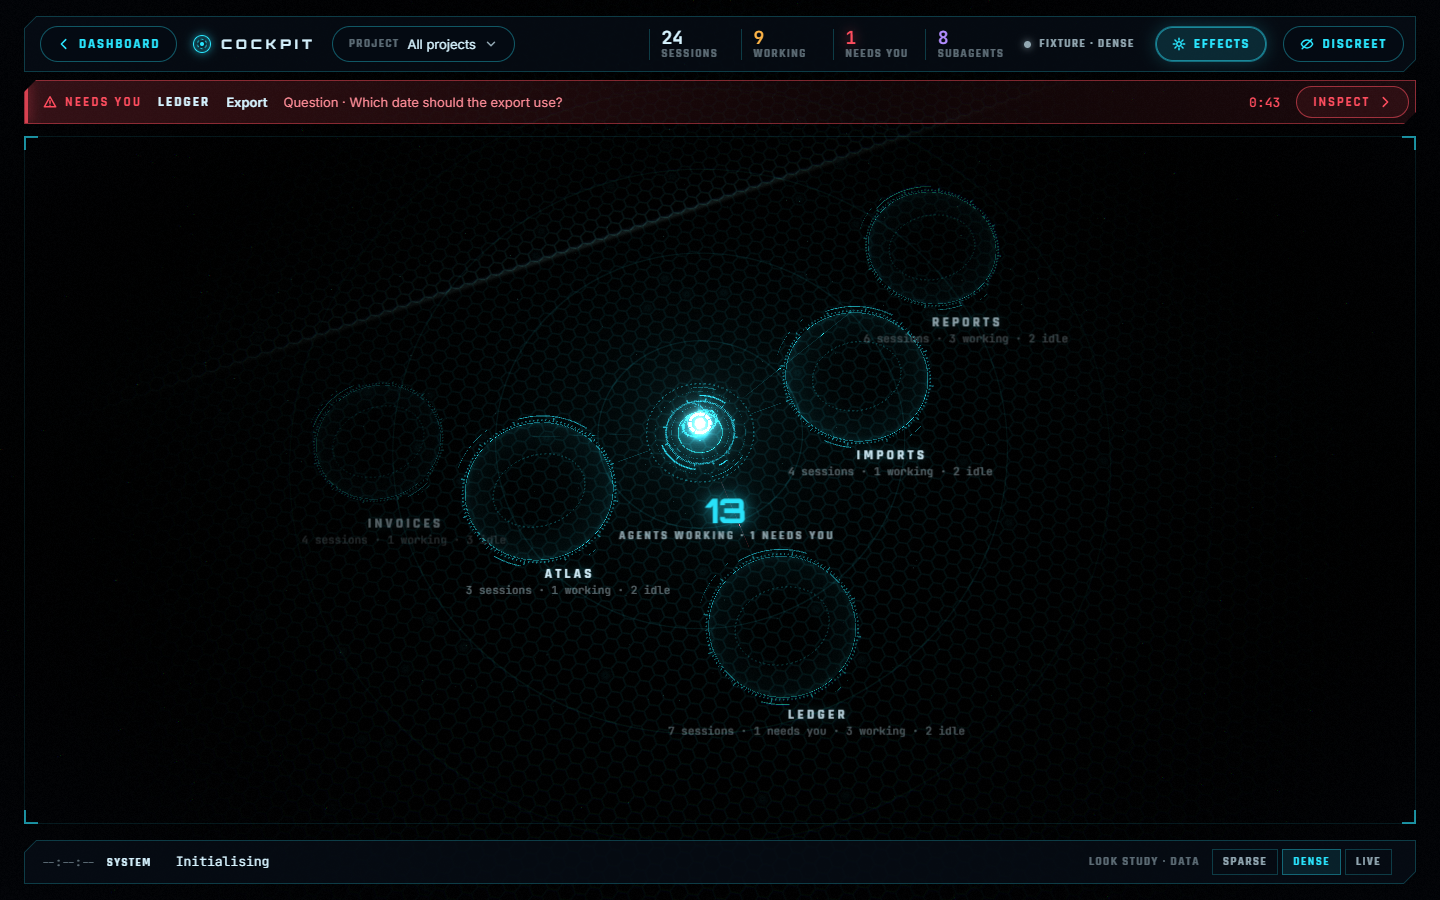 DASHBOARD
COCKPIT
PROJECT All projects
24 SESSIONS
9 WORKING
1 NEEDS YOU
8 SUBAGENTS
FIXTURE · DENSE
EFFECTS
DISCREET
NEEDS YOU LEDGER Export Question · Which date should the export use?
0:43
INSPECT
REPORTS
6 sessions · 3 working · 2 idle
IMPORTS
4 sessions · 1 working · 2 idle
13
AGENTS WORKING · 1 NEEDS YOU
INVOICES
4 sessions · 1 working · 3 idle
ATLAS
3 sessions · 1 working · 2 idle
LEDGER
7 sessions · 1 needs you · 3 working · 2 idle
--:--:-- SYSTEM Initialising
LOOK STUDY · DATA SPARSE DENSE LIVE